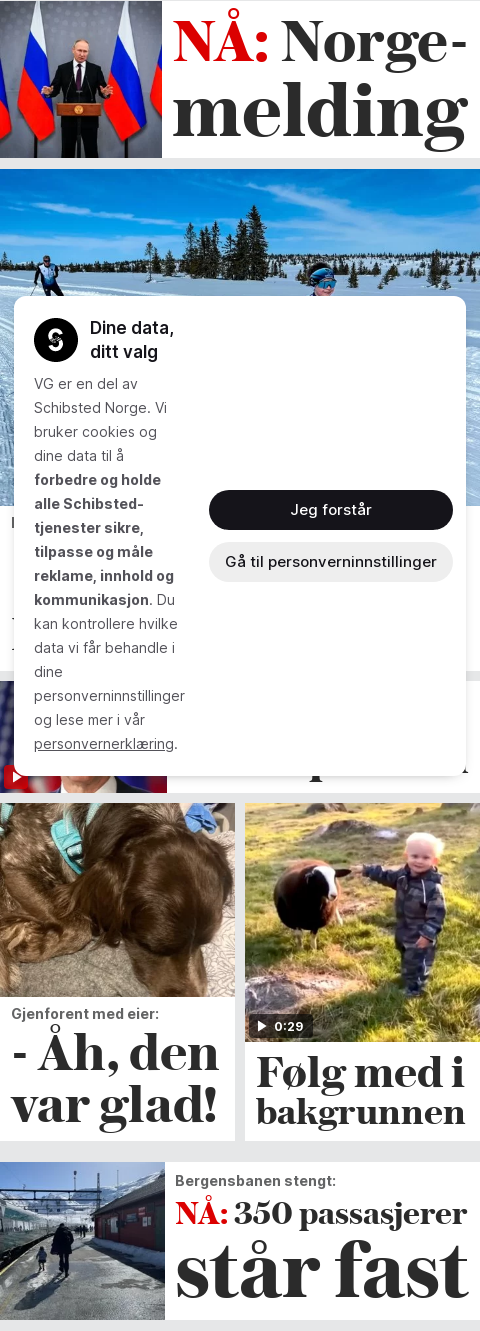 NÅ: Norge-
melding
Dine data,
ditt valg
VG er en del av
Schibsted Norge. Vi
bruker cookies og
dine data til å
forbedre og holde
alle Schibsted-
tjenester sikre,
tilpasse og måle
reklame, innhold og
kommunikasjon. Du
kan kontrollere hvilke
data vi får behandle i
dine
personverninnstillinger
og lese mer i vår
personvernerklæring.
Jeg forstår
Gå til personverninnstillinger
Gjenforent med eier:
- Åh, den
var glad!
0:29
Følg med i
bakgrunnen
Bergensbanen stengt:
NÅ: 350 passasjerer
står fast